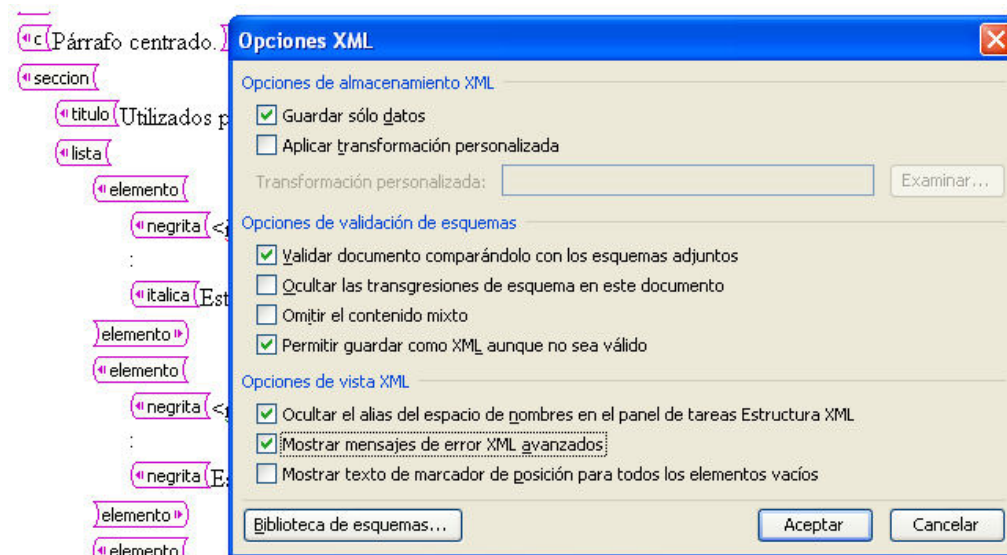 c Párrafo centrado.
seccion
titulo Utilizados p
lista
elemento
negrita <
:
italica Est
elemento
elemento
negrita <
:
negrita Es
elemento
elemento
Opciones XML
Opciones de almacenamiento XML
Guardar sólo datos
Aplicar transformación personalizada
Transformación personalizada: Examinar...
Opciones de validación de esquemas
Validar documento comparándolo con los esquemas adjuntos
Ocultar las transgresiones de esquema en este documento
Omitir el contenido mixto
Permitir guardar como XML aunque no sea válido
Opciones de vista XML
Ocultar el alias del espacio de nombres en el panel de tareas Estructura XML
Mostrar mensajes de error XML avanzados
Mostrar texto de marcador de posición para todos los elementos vacíos
Biblioteca de esquemas... Aceptar Cancelar